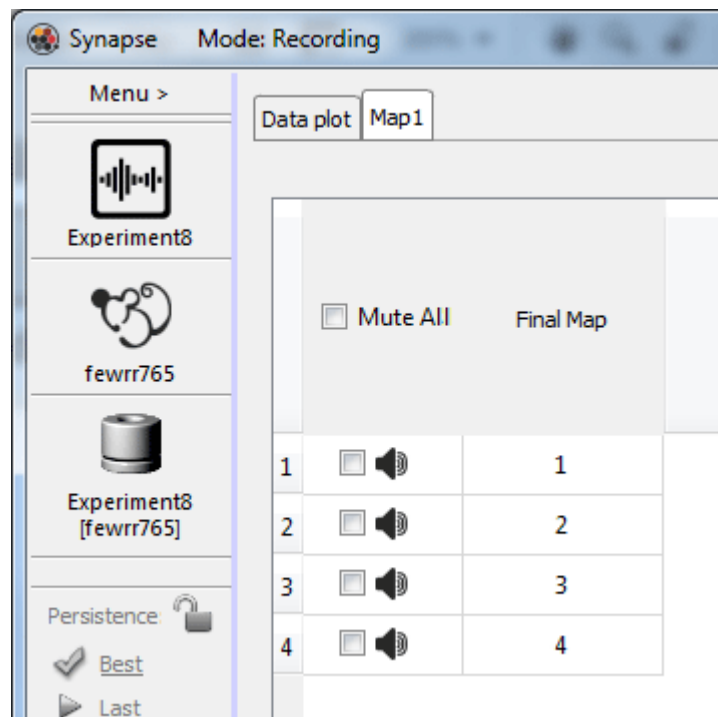 Synapse Mode: Recording
Menu >
Experiment8
fewrr765
Experiment8
[fewrr765]
Persistence:
Best
Last
Data plot Map1
Mute All Final Map
1 1
2 2
3 3
4 4